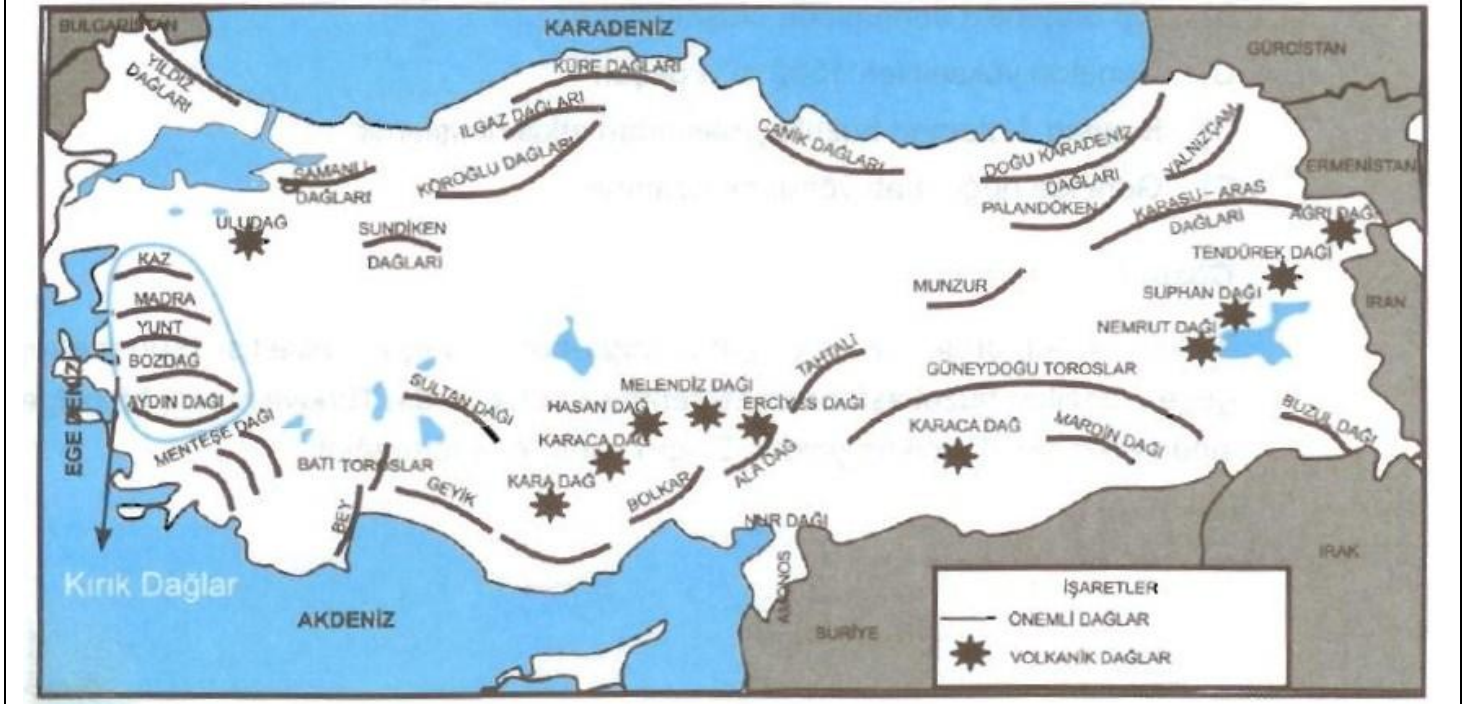 BULGARİSTAN
KARADENİZ
GÜRCİSTAN
YILDIZ
DAĞLARI
KÜRE DAĞLARI
ILGAZ DAĞLARI
KÖROĞLU DAĞLARI
CANİK DAĞLARI
DOĞU KARADENİZ
DAĞLARI
YALNIZÇAM
ERMENİSTAN
SAMANLI
DAĞLARI
PALANDÖKEN
KARASU-ARAS
DAĞLARI
AĞRI DAĞI
ULUDAĞ
SUNDİKEN
DAĞLARI
TENDÜREK DAĞI
KAZ
MUNZUR
SUPHAN DAĞI
İRAN
MADRA
YUNT
NEMRUT DAĞI
BOZDAĞ
TAHTALI
GÜNEYDOĞU TOROSLAR
EGE DENİZİ
AYDIN DAĞI
SULTAN DAĞI
MELENDİZ DAĞI
HASAN DAĞ
ERCİYES DAĞI
BUZUL DAĞI
MENTEŞE DAĞI
KARACA DAĞ
KARACA DAĞ
MARDİN DAĞI
BATI TOROSLAR
GEYİK
KARA DAĞ
BOLKAR
ALA DAĞ
BEY
NUR DAĞI
AMONOS
IRAK
Kırık Dağlar
AKDENİZ
SURİYE
İŞARETLER
ÖNEMLİ DAĞLAR
VOLKANİK DAĞLAR